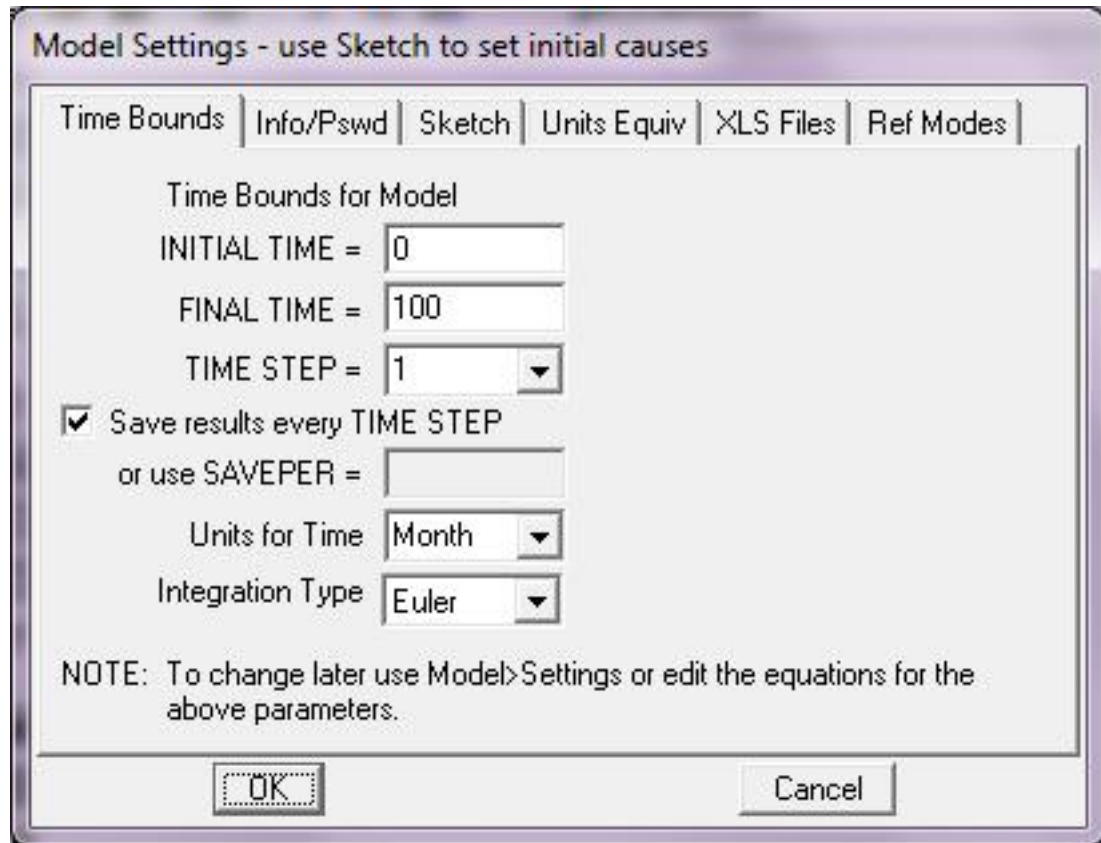 Model Settings - use Sketch to set initial causes
Time Bounds Info/Pswd Sketch Units Equiv XLS Files Ref Modes
Time Bounds for Model
INITIAL TIME = 0
FINAL TIME = 100
TIME STEP = 1
Save results every TIME STEP
or use SAVEPER =
Units for Time Month
Integration Type Euler
NOTE: To change later use Model>Settings or edit the equations for the
above parameters.
OK Cancel